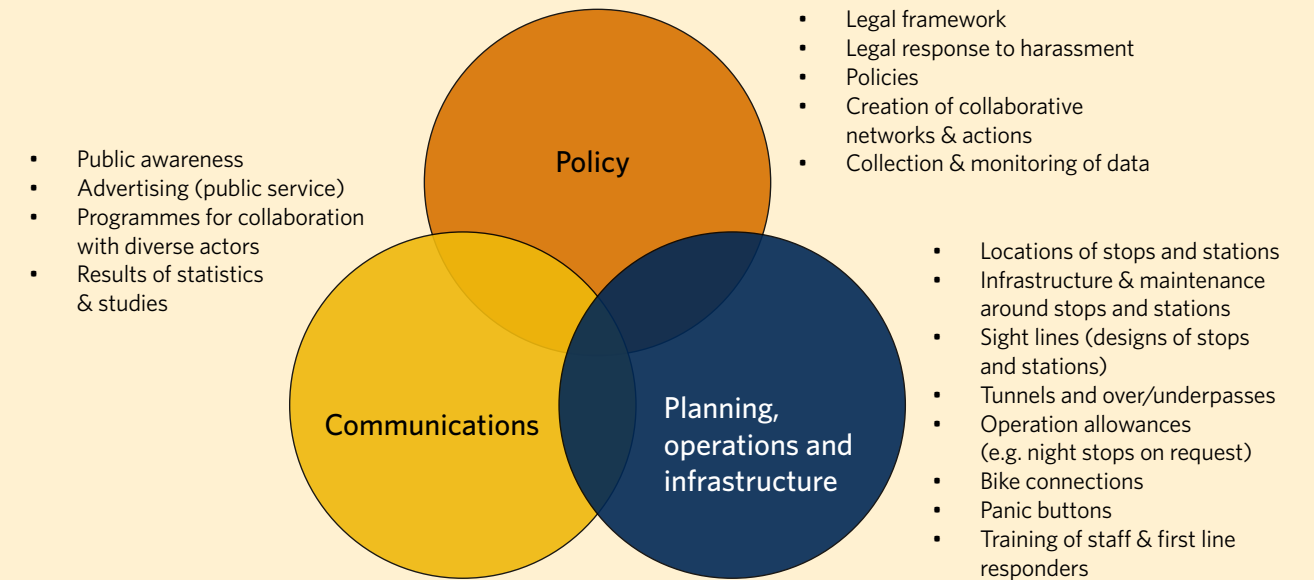 Policy
• Legal framework
• Legal response to harassment
• Policies
• Creation of collaborative
networks & actions
• Collection & monitoring of data
• Public awareness
• Advertising (public service)
• Programmes for collaboration
with diverse actors
• Results of statistics
& studies
Communications
Planning,
operations and
infrastructure
• Locations of stops and stations
• Infrastructure & maintenance
around stops and stations
• Sight lines (designs of stops
and stations)
• Tunnels and over/underpasses
• Operation allowances
(e.g. night stops on request)
• Bike connections
• Panic buttons
• Training of staff & first line
responders